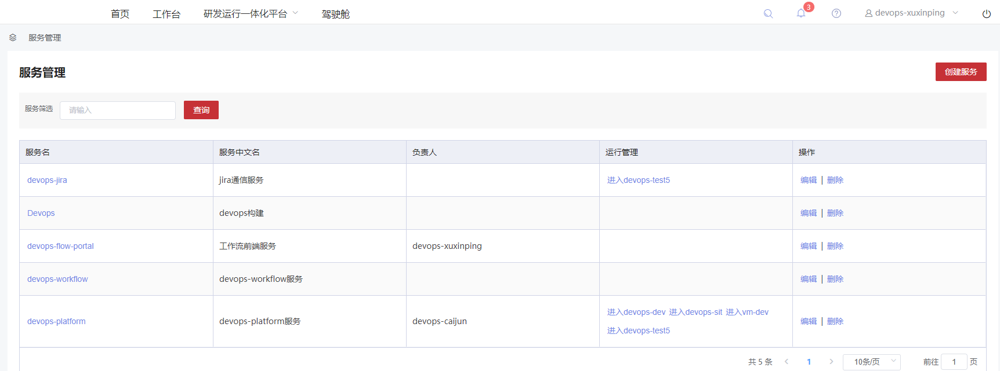 首页 工作台 研发运行一体化平台 驾驶舱 3 devops-xuxinping
服务管理
服务管理 创建服务
服务筛选 请输入 查询
服务名 服务中文名 负责人 运行管理 操作
devops-jira jira通信服务 进入devops-test5 编辑 | 删除
Devops devops构建 编辑 | 删除
devops-flow-portal 工作流前端服务 devops-xuxinping 编辑 | 删除
devops-workflow devops-workflow服务 编辑 | 删除
devops-platform devops-platform服务 devops-caijun 进入devops-dev 进入devops-sit 进入vm-dev 编辑 | 删除
进入devops-test5
共 5 条 1 10条/页 前往 1 页